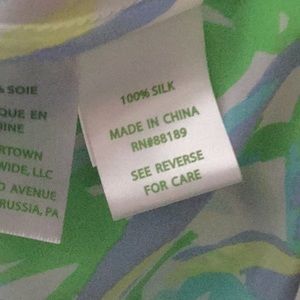 % SOIE
QUE EN
INE
RTOWN
WIDE, LLC
AVENUE
RUSSIA, PA
100% SILK
MADE IN CHINA
RN#88189
SEE REVERSE
FOR CARE